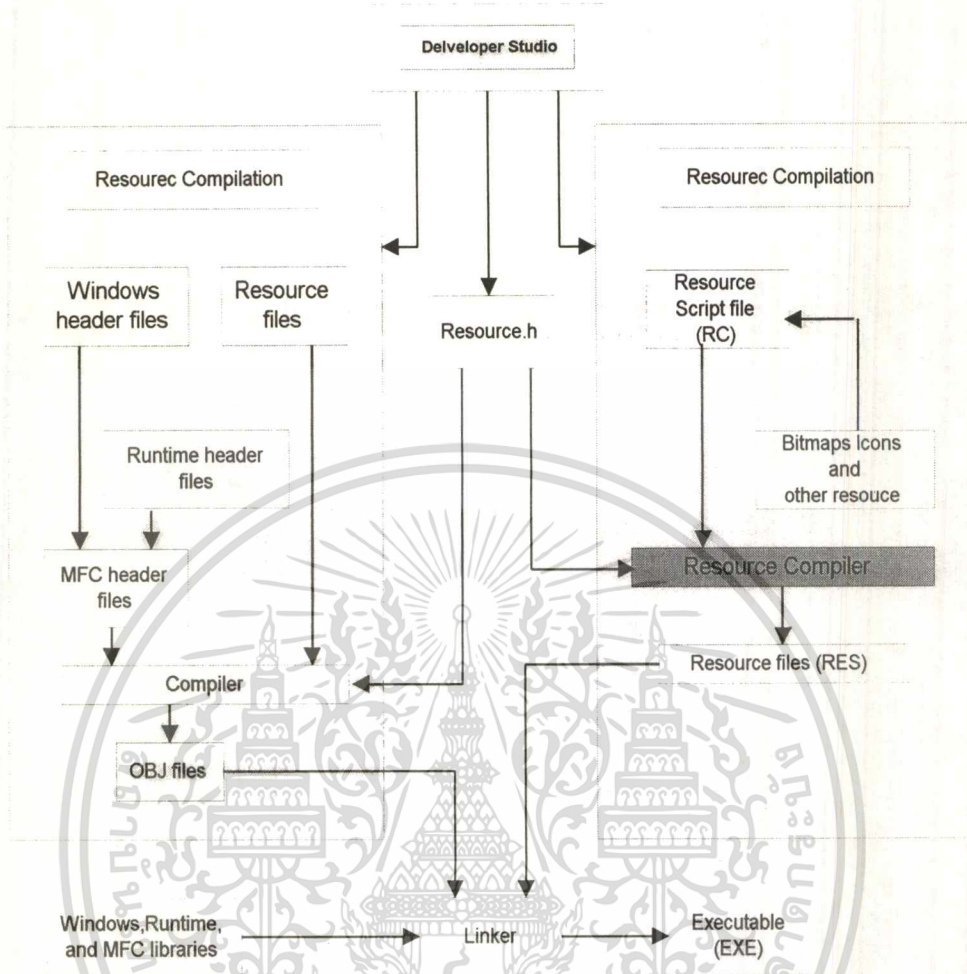 Delveloper Studio
Resourec Compilation
Resourec Compilation
Windows
header files
Resource
files
Resource.h
Resource
Script file
(RC)
Runtime header
files
Bitmaps Icons
and
other resouce
MFC header
files
Resource Compiler
Compiler
Resource files (RES)
OBJ files
Windows,Runtime,
and MFC libraries
Linker
Executable
(EXE)